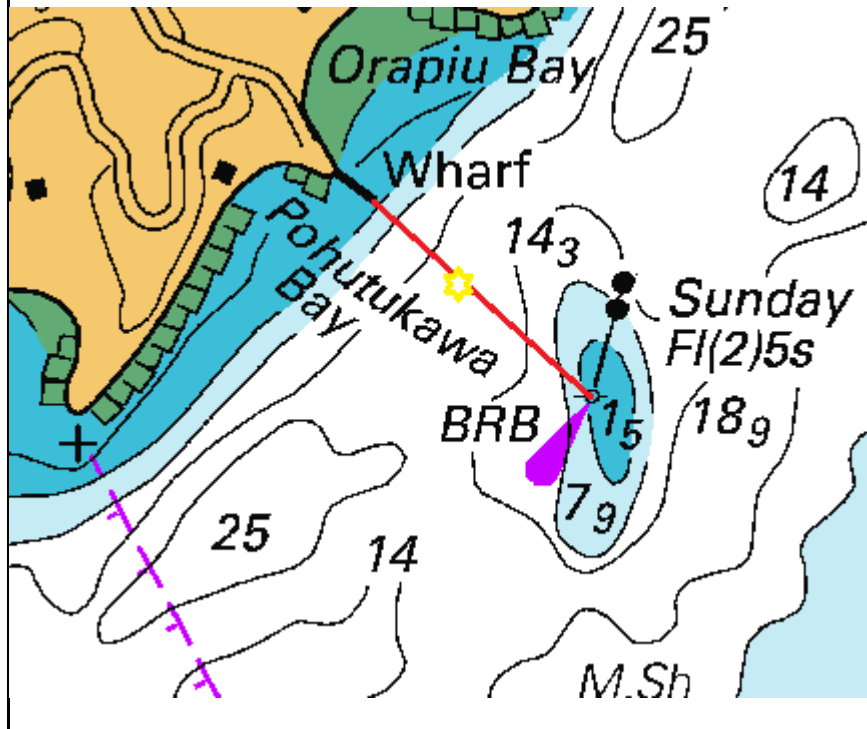 25
Orapiu Bay
Wharf
14
14₃
Pohutukawa
Bay
Sunday
Fl(2)5s
BRB
1₅
18₉
7₉
25
14
M.Sh